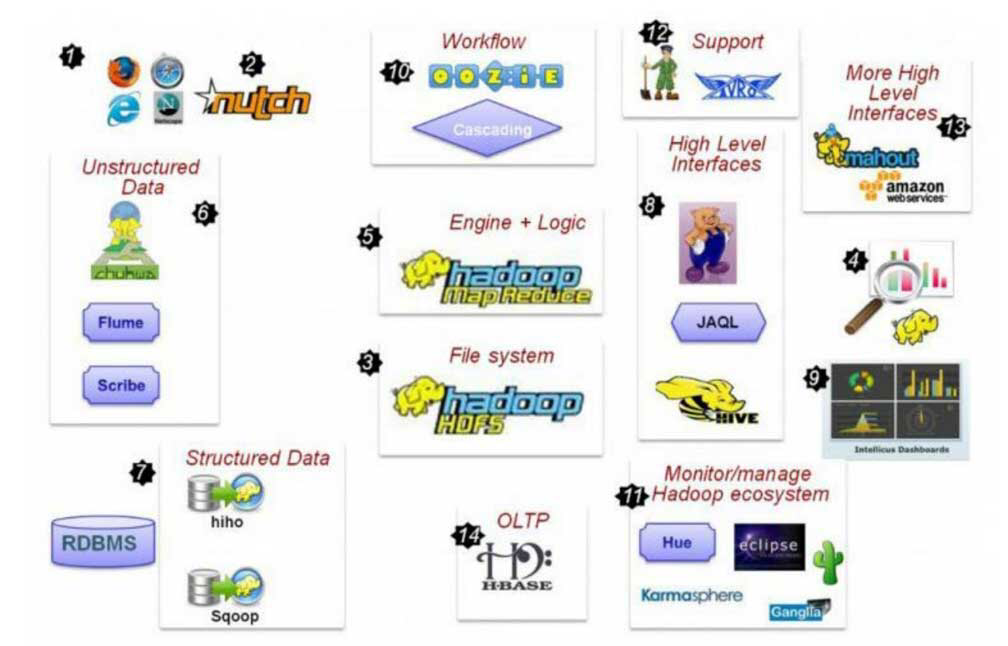 1
2
nutch
Netscape
Workflow
10
OOZiE
Cascading
12
Support
AVRO
More High
Level
Interfaces
13
mahout
amazon
webservices
Unstructured
Data
6
chukwa
Flume
Scribe
5
Engine + Logic
hadoop
Map Reduce
3
File system
hadoop
HDFS
High Level
Interfaces
8
JAQL
HIVE
4
9
Intellicus Dashboards
7
Structured Data
hiho
RDBMS
Sqoop
14
OLTP
H BASE
11
Monitor/manage
Hadoop ecosystem
Hue
eclipse
Karmasphere
Ganglia